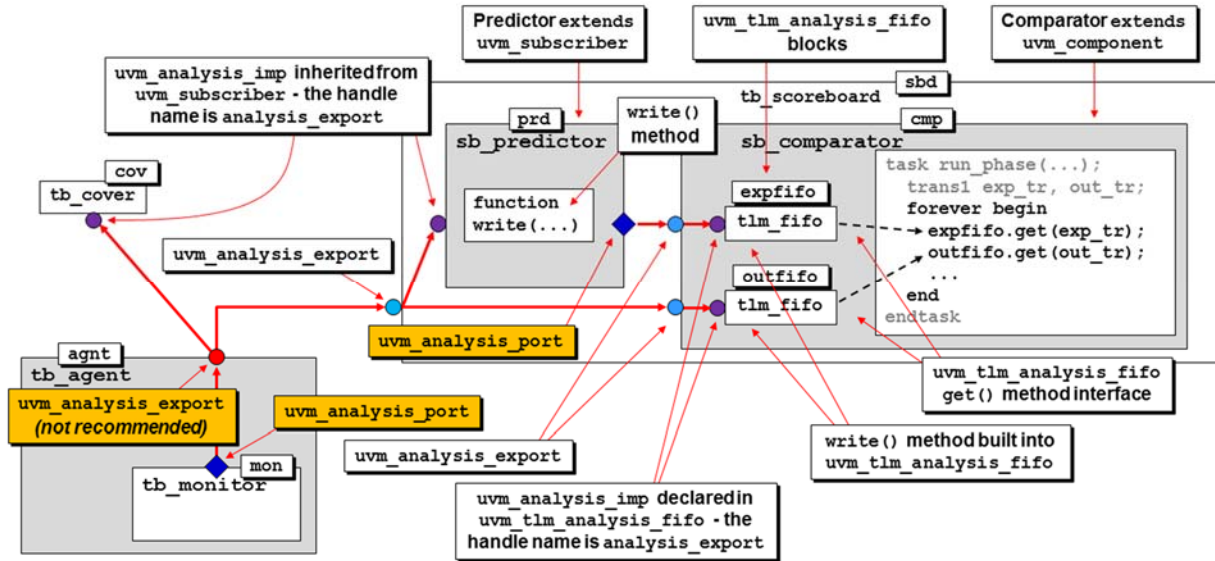 Predictor extends
uvm_subscriber
uvm_tlm_analysis_fifo
blocks
Comparator extends
uvm_component
uvm_analysis_imp inherited from
uvm_subscriber - the handle
name is analysis_export
sbd
tb_scoreboard
prd
sb_predictor
write()
method
cmp
sb_comparator
cov
tb_cover
function
write(...)
expfifo
tlm_fifo
outfifo
tlm_fifo
task run_phase(...);
trans1 exp_tr, out_tr;
forever begin
expfifo.get(exp_tr);
outfifo.get(out_tr);
...
end
endtask
uvm_analysis_export
uvm_analysis_port
agnt
tb_agent
uvm_analysis_export
(not recommended)
uvm_analysis_port
mon
tb_monitor
uvm_analysis_export
uvm_tlm_analysis_fifo
get() method interface
write() method built into
uvm_tlm_analysis_fifo
uvm_analysis_imp declared in
uvm_tlm_analysis_fifo - the
handle name is analysis_export